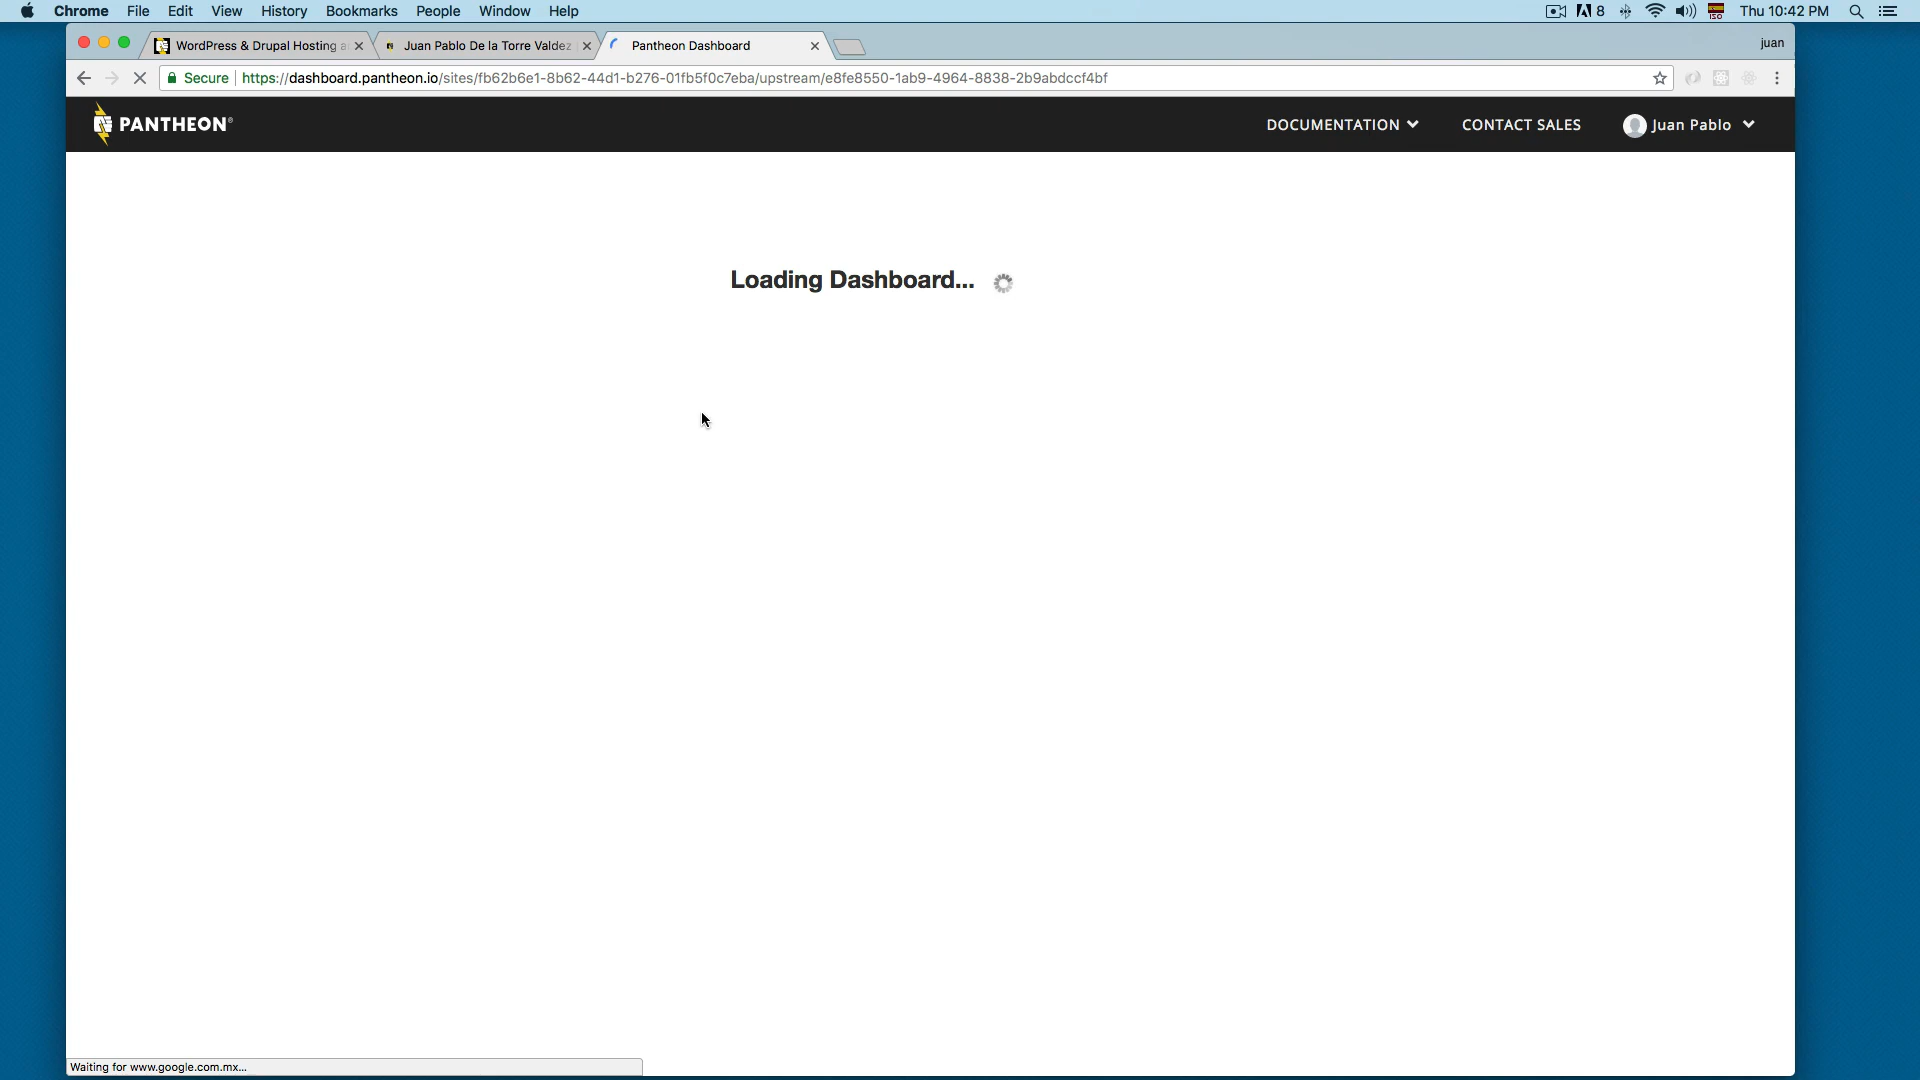 Chrome File Edit View History Bookmarks People Window Help 8 ISO Thu 10:42 PM
WordPress & Drupal Hosting a Juan Pablo De la Torre Valdez Pantheon Dashboard juan
Secure https://dashboard.pantheon.io/sites/fb62b6e1-8b62-44d1-b276-01fb5f0c7eba/upstream/e8fe8550-1ab9-4964-8838-2b9abdccf4bf
PANTHEON® DOCUMENTATION CONTACT SALES Juan Pablo
Loading Dashboard...
Waiting for www.google.com.mx...